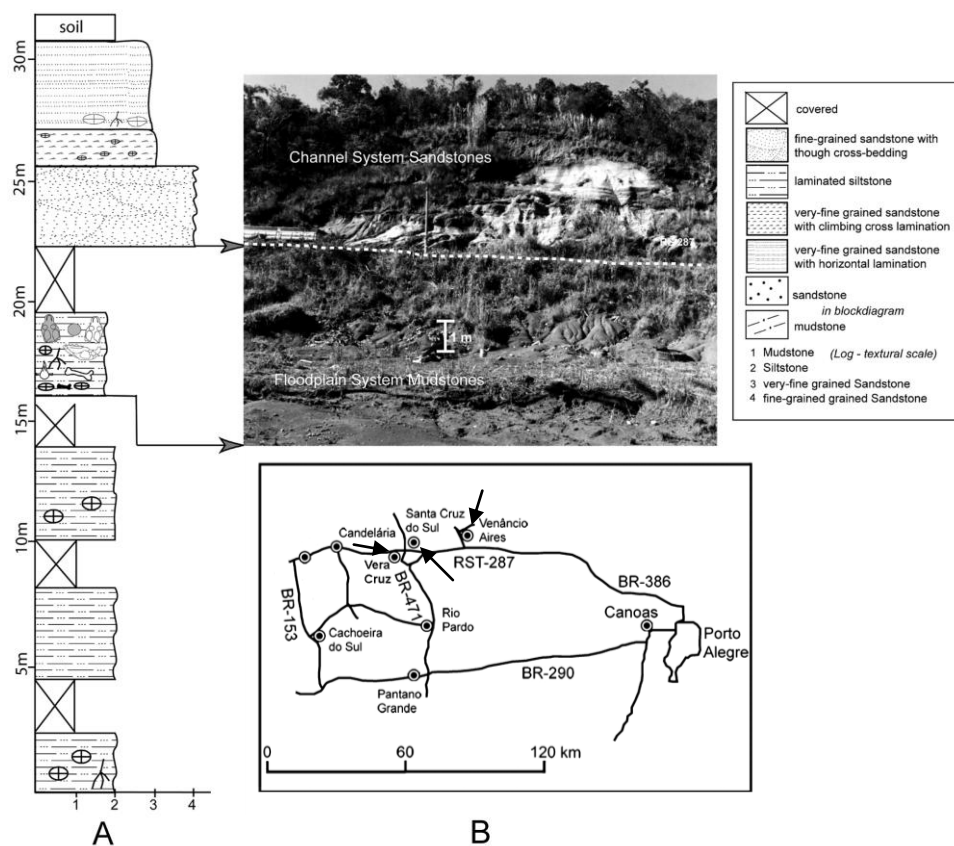 soil
30m
25m
20m
15m
10m
5m
1 2 3 4
A
Channel System Sandstones
1 m
Floodplain System Mudstones
covered
fine-grained sandstone with
though cross-bedding
laminated siltstone
very-fine grained sandstone
with climbing cross lamination
very-fine grained sandstone
with horizontal lamination
sandstone
in blockdiagram
mudstone
1 Mudstone (Log - textural scale)
2 Siltstone
3 very-fine grained Sandstone
4 fine-grained grained Sandstone
Santa Cruz
do Sul
Venâncio
Aires
Candelária
Vera
Cruz
RST-287
BR-386
BR-471
BR-153
Rio
Pardo
Canoas
Porto
Alegre
Cachoeira
do Sul
BR-290
Pantano
Grande
0 60 120 km
B